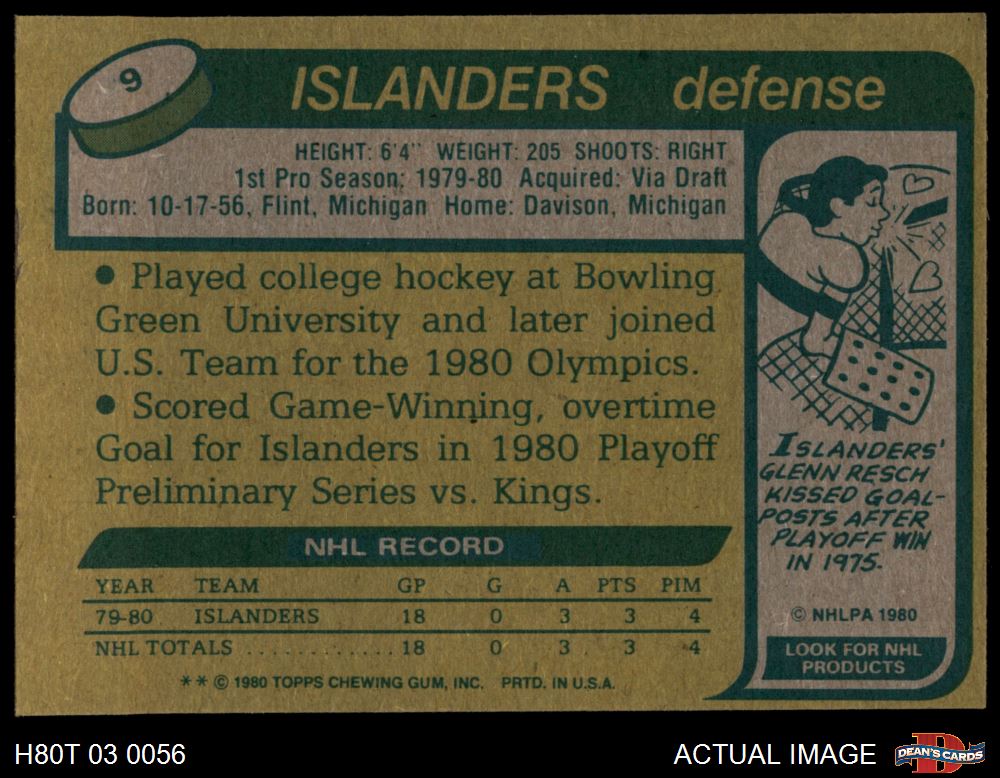 9
ISLANDERS defense
HEIGHT: 6'4" WEIGHT: 205 SHOOTS: RIGHT
1st Pro Season: 1979-80 Acquired: Via Draft
Born: 10-17-56, Flint, Michigan Home: Davison, Michigan
● Played college hockey at Bowling
Green University and later joined
U.S. Team for the 1980 Olympics.
● Scored Game-Winning, overtime
Goal for Islanders in 1980 Playoff
Preliminary Series vs. Kings.
NHL RECORD
YEAR TEAM GP G A PTS PIM
79-80 ISLANDERS 18 0 3 3 4
NHL TOTALS ............ 18 0 3 3 4
** © 1980 TOPPS CHEWING GUM, INC. PRTD. IN U.S.A.
ISLANDERS'
GLENN RESCH
KISSED GOAL-
POSTS AFTER
PLAYOFF WIN
IN 1975.
© NHLPA 1980
LOOK FOR NHL
PRODUCTS
H80T 03 0056
ACTUAL IMAGE
D
DEAN'S CARDS